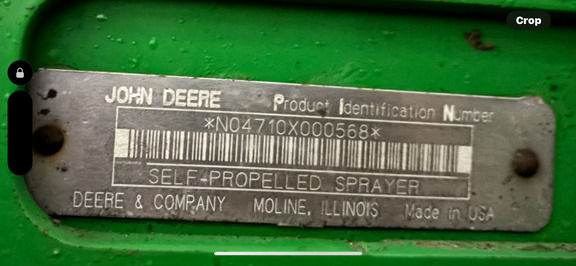 Crop
JOHN DEERE Product Identification Number
*N04710X000568*
SELF-PROPELLED SPRAYER
DEERE & COMPANY MOLINE, ILLINOIS Made in USA